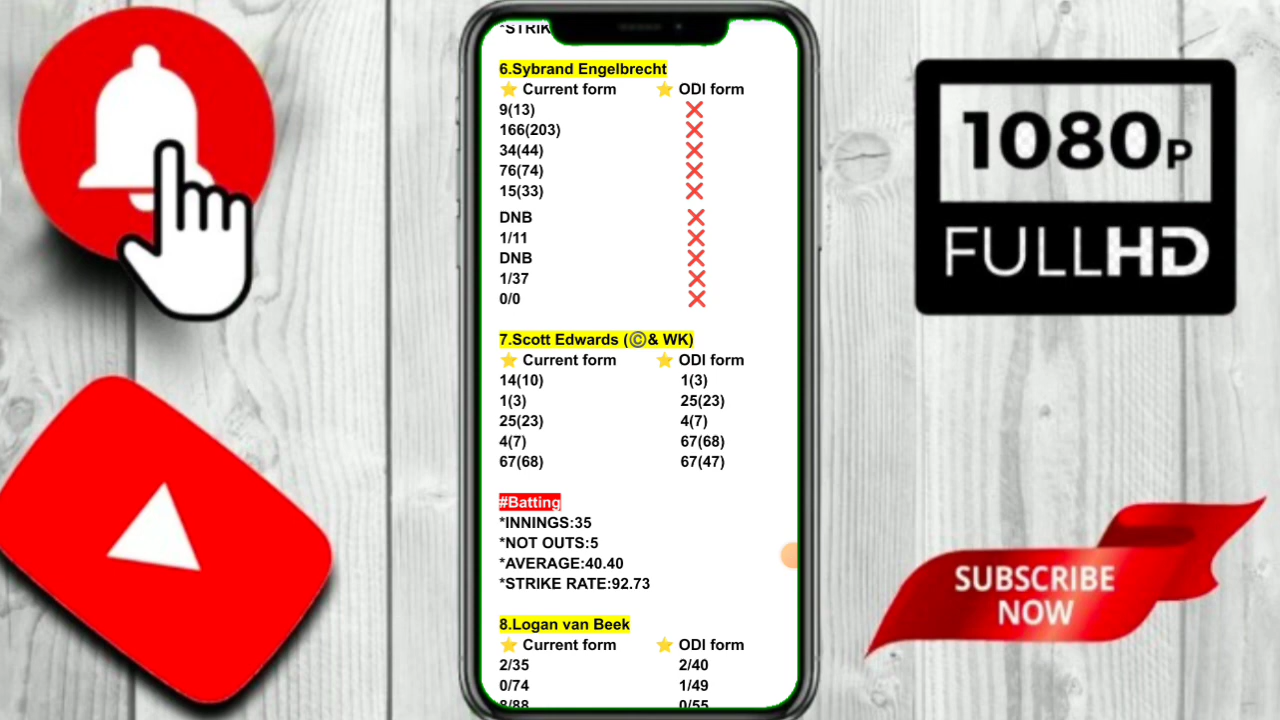 *STRIK
6.Sybrand Engelbrecht
⭐ Current form ⭐ ODI form
9(13) ❌
166(203) ❌
34(44) ❌
76(74) ❌
15(33) ❌
DNB ❌
1/11 ❌
DNB ❌
1/37 ❌
0/0 ❌
7.Scott Edwards (©& WK)
⭐ Current form ⭐ ODI form
14(10) 1(3)
1(3) 25(23)
25(23) 4(7)
4(7) 67(68)
67(68) 67(47)
#Batting
*INNINGS:35
*NOT OUTS:5
*AVERAGE:40.40
*STRIKE RATE:92.73
8.Logan van Beek
⭐ Current form ⭐ ODI form
2/35 2/40
0/74 1/49
8/88 0/55
1080P
FULLHD
SUBSCRIBE
NOW